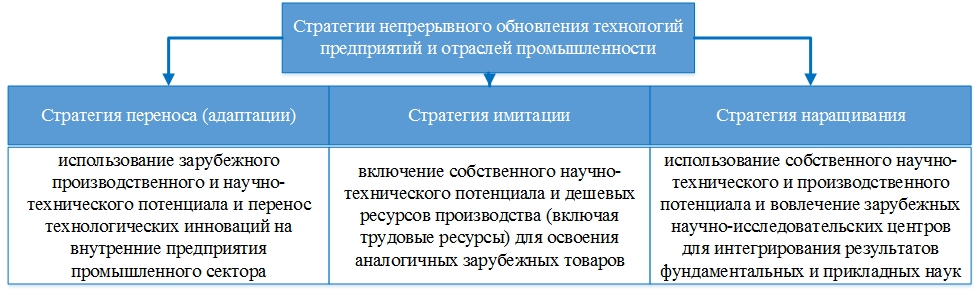 Стратегии непрерывного обновления технологий
предприятий и отраслей промышленности
Стратегия переноса (адаптации)
Стратегия имитации
Стратегия наращивания
использование зарубежного
производственного и научно-
технического потенциала и перенос
технологических инноваций на
внутренние предприятия
промышленного сектора
включение собственного научно-
технического потенциала и дешевых
ресурсов производства (включая
трудовые ресурсы) для освоения
аналогичных зарубежных товаров
использование собственного научно-
технического и производственного
потенциала и вовлечение зарубежных
научно-исследовательских центров
для интегрирования результатов
фундаментальных и прикладных наук